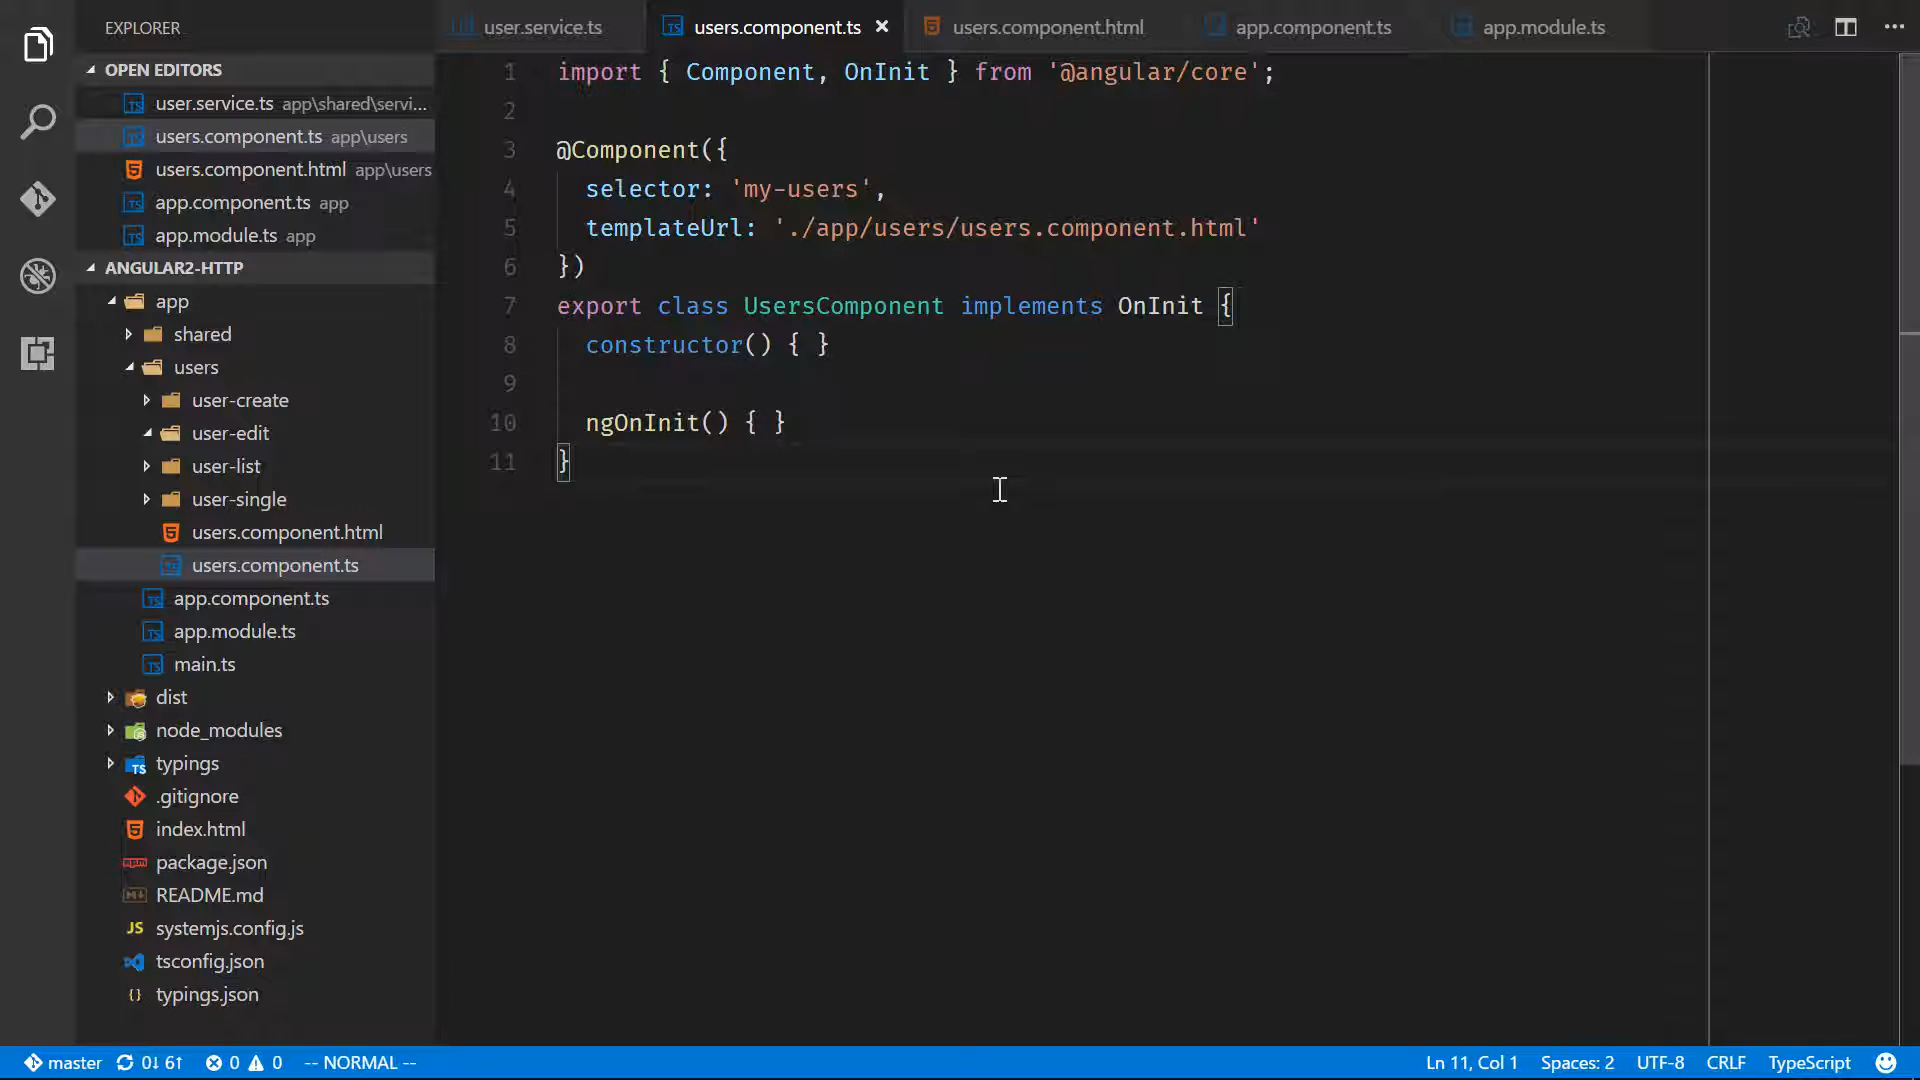 EXPLORER
OPEN EDITORS
user.service.ts app\shared\servi...
users.component.ts app\users
users.component.html app\users
app.component.ts app
app.module.ts app
ANGULAR2-HTTP
app
shared
users
user-create
user-edit
user-list
user-single
users.component.html
users.component.ts
app.component.ts
app.module.ts
main.ts
dist
node_modules
typings
.gitignore
index.html
package.json
README.md
systemjs.config.js
tsconfig.json
typings.json
user.service.ts users.component.ts users.component.html app.component.ts app.module.ts
1 import { Component, OnInit } from '@angular/core';
2
3 @Component({
4 selector: 'my-users',
5 templateUrl: './app/users/users.component.html'
6 })
7 export class UsersComponent implements OnInit {
8 constructor() { }
9
10 ngOnInit() { }
11 }
master 0↓ 6↑ 0 0 -- NORMAL -- Ln 11, Col 1 Spaces: 2 UTF-8 CRLF TypeScript